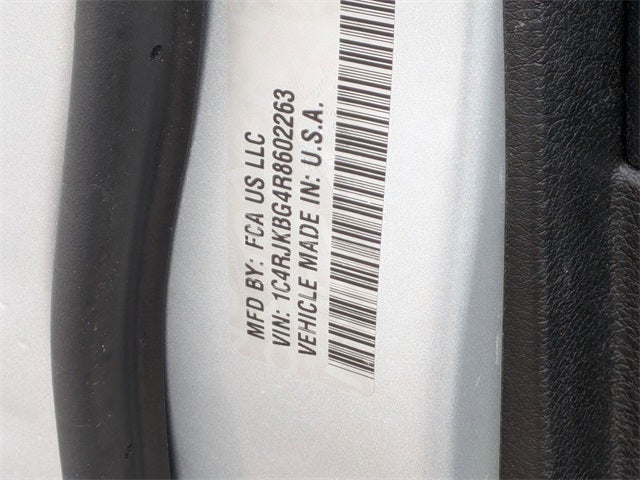 MFD BY: FCA US LLC
VIN: 1C4RJKBG4R8602263
VEHICLE MADE IN: U.S.A.